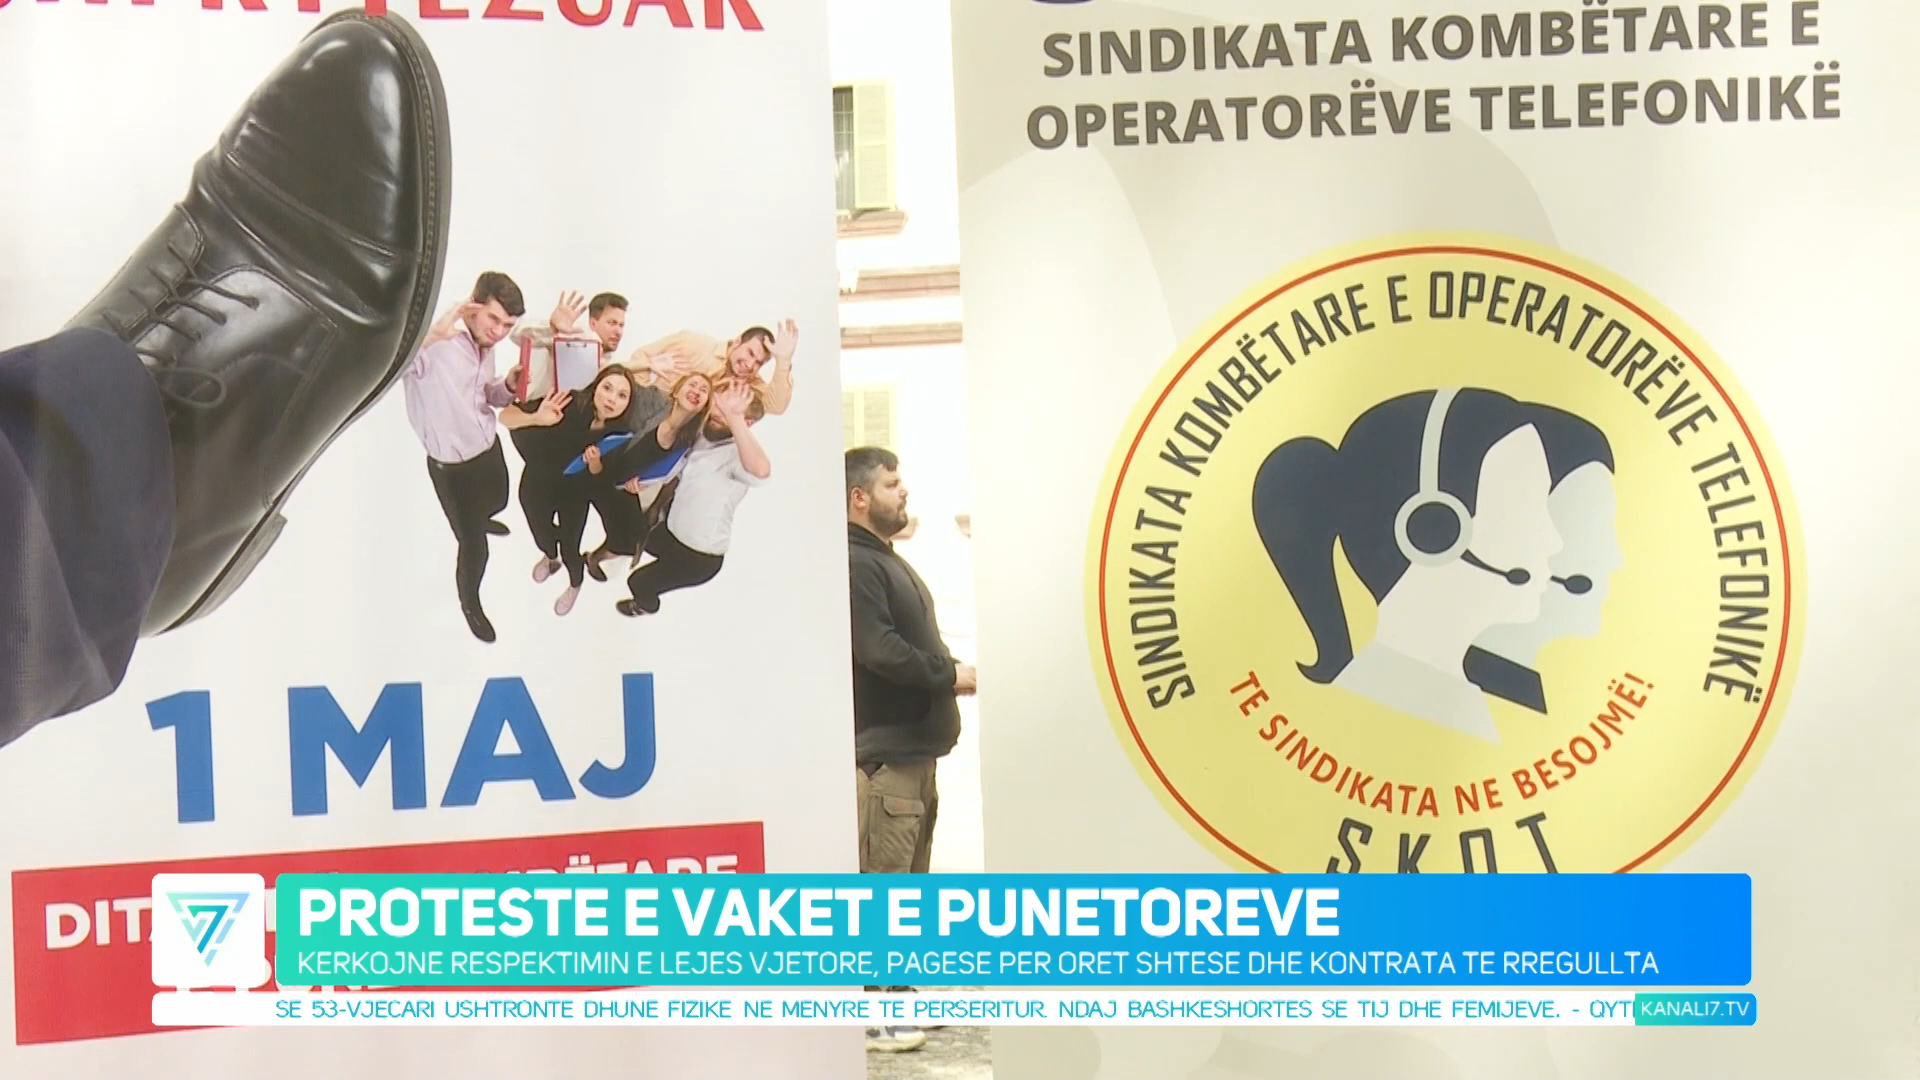 SINDIKATA KOMBËTARE E
OPERATORËVE TELEFONIKË
SINDIKATA KOMBËTARE E OPERATORËVE TELEFONIKË
TE SINDIKATA NE BESOJMË!
SKOT
1 MAJ
PROTESTE E VAKET E PUNETOREVE
KERKOJNE RESPEKTIMIN E LEJES VJETORE, PAGESE PER ORET SHTESE DHE KONTRATA TE RREGULLTA
SE 53-VJECARI USHTRONTE DHUNE FIZIKE NE MENYRE TE PERSERITUR NDAJ BASHKESHORTES SE TIJ DHE FEMIJEVE. - QYT
KANALI7.TV